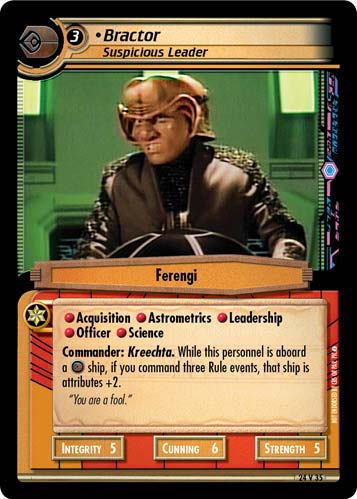 3 • Bractor
Suspicious Leader
Ferengi
• Acquisition • Astrometrics • Leadership
• Officer • Science
Commander: Kreechta. While this personnel is aboard
a ship, if you command three Rule events, that ship is
attributes +2.
"You are a fool."
INTEGRITY 5 CUNNING 6 STRENGTH 5
24 V 35